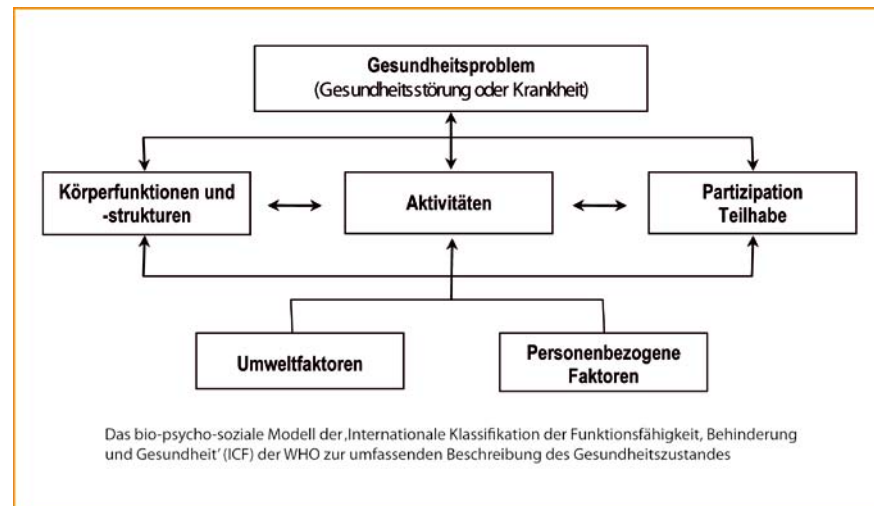 Gesundheitsproblem
(Gesundheitsstörung oder Krankheit)
Körperfunktionen und
-strukturen
Aktivitäten
Partizipation
Teilhabe
Umweltfaktoren
Personenbezogene
Faktoren
Das bio-psycho-soziale Modell der ‚Internationale Klassifikation der Funktionsfähigkeit, Behinderung
und Gesundheit‘ (ICF) der WHO zur umfassenden Beschreibung des Gesundheitszustandes